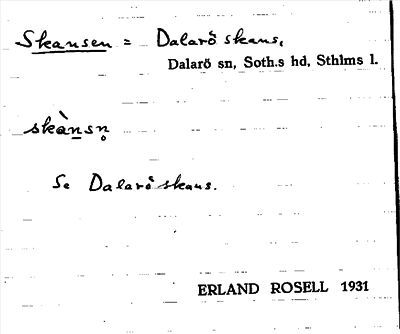 Skansen = Dalarö skans,
Dalarö sn, Soth.s hd, Sthlms l.
skànsn̥
Se Dalarö skans.
ERLAND ROSELL 1931